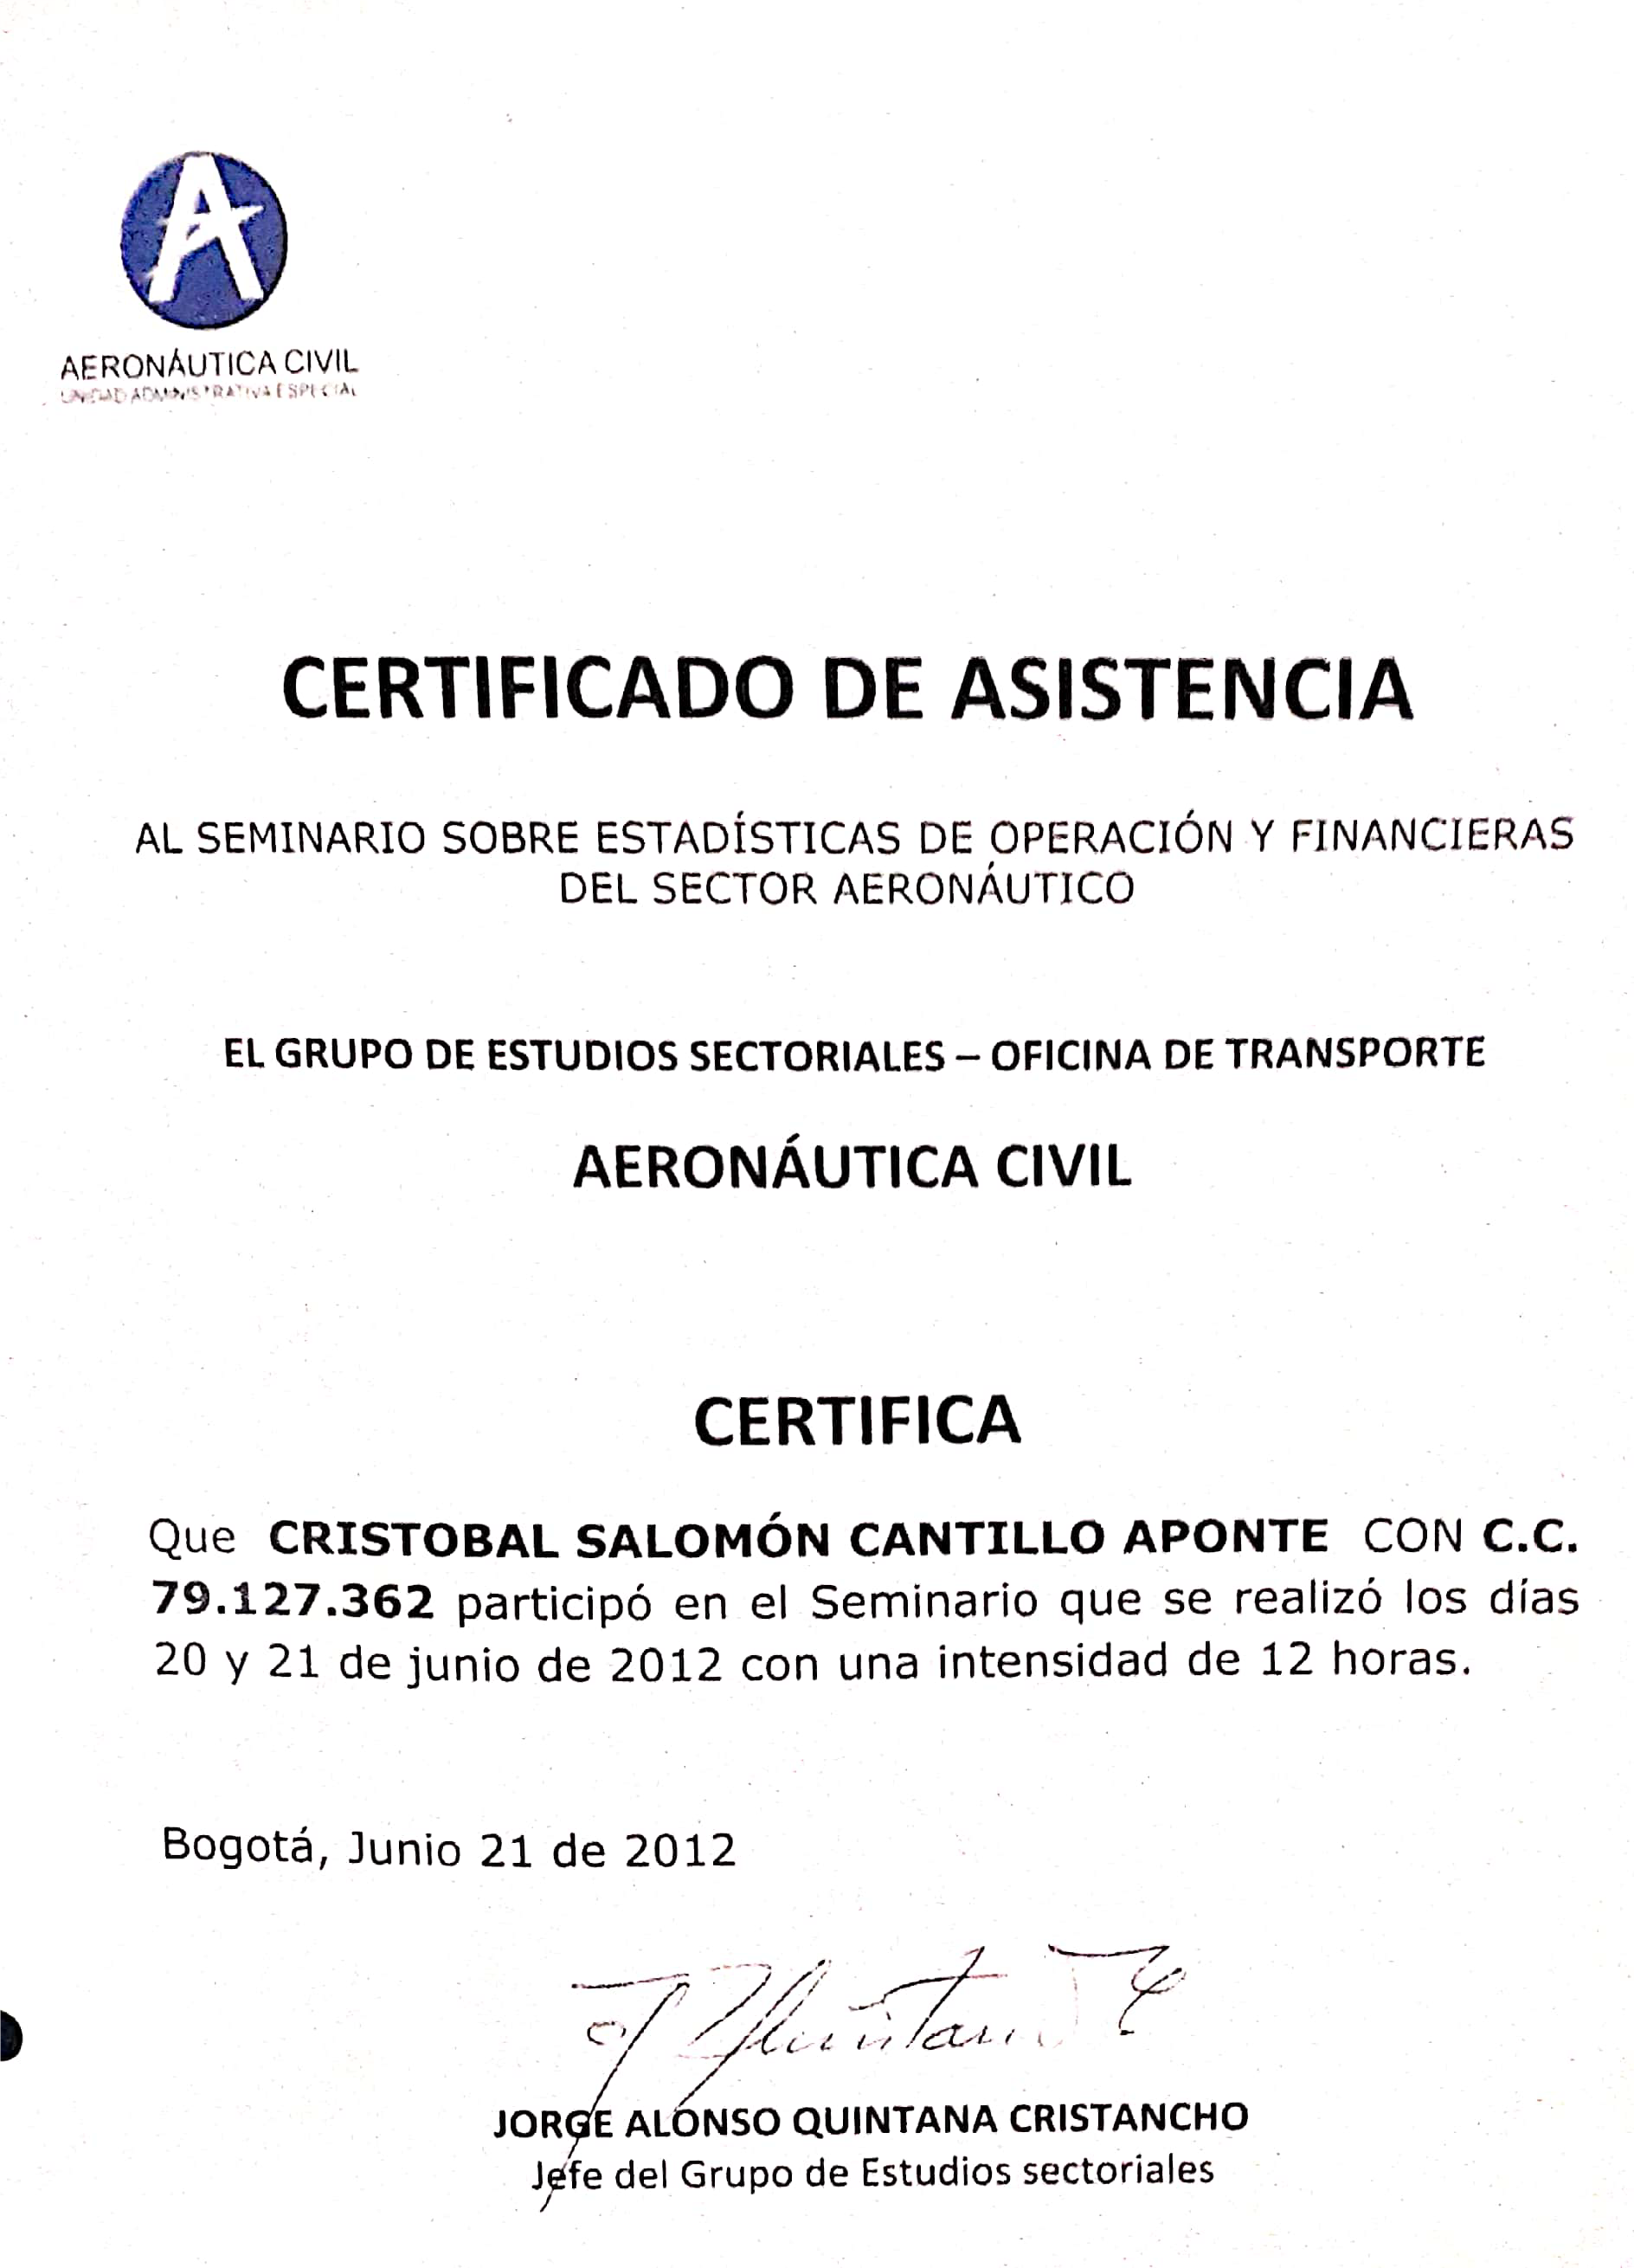 AERONÁUTICA CIVIL
UNIDAD ADMINISTRATIVA ESPECIAL
CERTIFICADO DE ASISTENCIA
AL SEMINARIO SOBRE ESTADÍSTICAS DE OPERACIÓN Y FINANCIERAS
DEL SECTOR AERONÁUTICO
EL GRUPO DE ESTUDIOS SECTORIALES – OFICINA DE TRANSPORTE
AERONÁUTICA CIVIL
CERTIFICA
Que CRISTOBAL SALOMÓN CANTILLO APONTE CON C.C.
79.127.362 participó en el Seminario que se realizó los días
20 y 21 de junio de 2012 con una intensidad de 12 horas.
Bogotá, Junio 21 de 2012
JORGE ALONSO QUINTANA CRISTANCHO
Jefe del Grupo de Estudios sectoriales